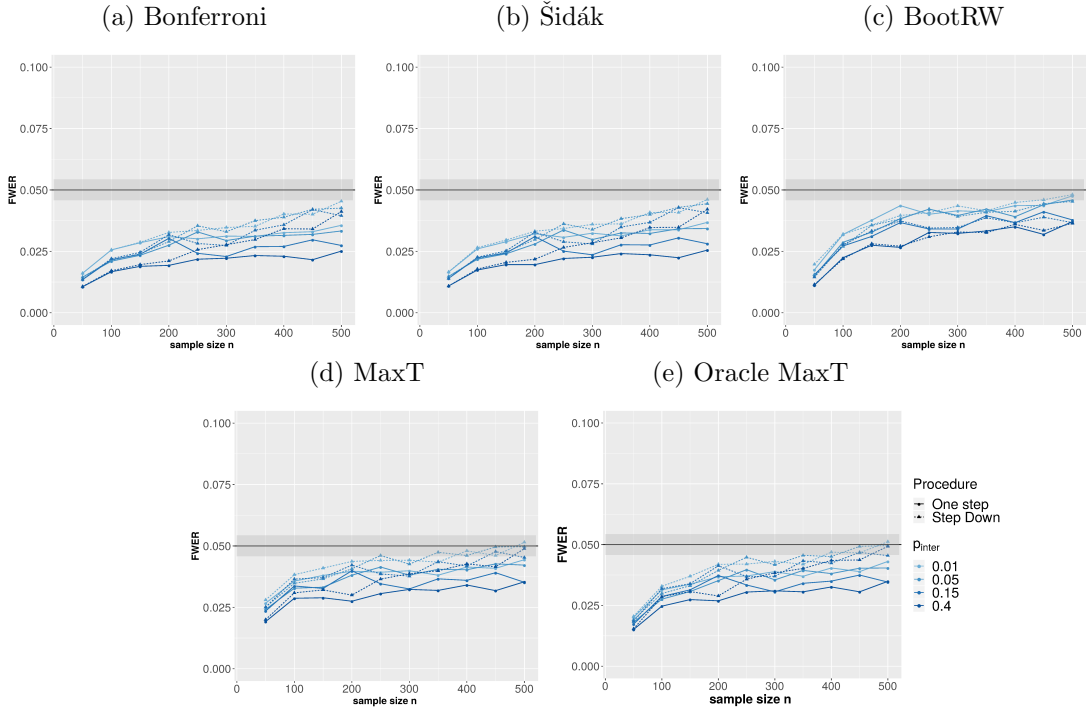 (a) Bonferroni
(b) Šidák
(c) BootRW
0.100
0.075
0.050
0.025
0.000
FWER
0 100 200 300 400 500
sample size n
0.100
0.075
0.050
0.025
0.000
FWER
0 100 200 300 400 500
sample size n
0.100
0.075
0.050
0.025
0.000
FWER
0 100 200 300 400 500
sample size n
(d) MaxT
(e) Oracle MaxT
0.100
0.075
0.050
0.025
0.000
FWER
0 100 200 300 400 500
sample size n
0.100
0.075
0.050
0.025
0.000
FWER
0 100 200 300 400 500
sample size n
Procedure
One step
Step Down
pinter
0.01
0.05
0.15
0.4